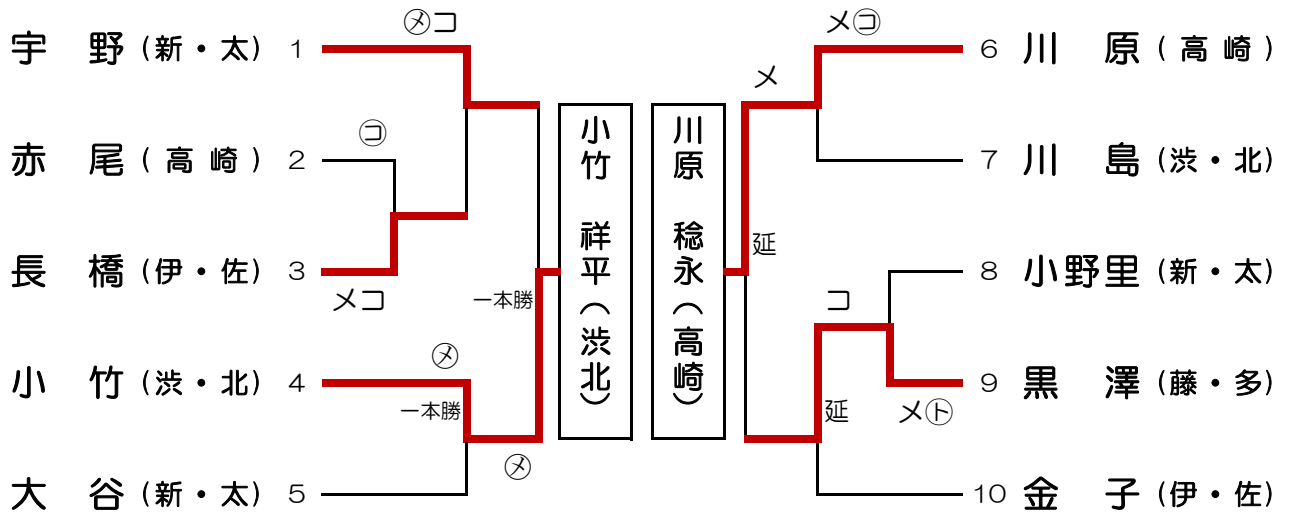 ㋱コ
宇 野 (新・太) 1
㋙
赤 尾 (高崎) 2
長 橋 (伊・佐) 3
メコ
一本勝
㋱
小 竹 (渋・北) 4
一本勝
㋱
大 谷 (新・太) 5
小竹 祥平(渋北)
川原 稔永(高崎)
メ㋙
メ
6 川 原 (高崎)
7 川 島 (渋・北)
延
8 小野里 (新・太)
コ
9 黒 澤 (藤・多)
延
メ㋣
10 金 子 (伊・佐)